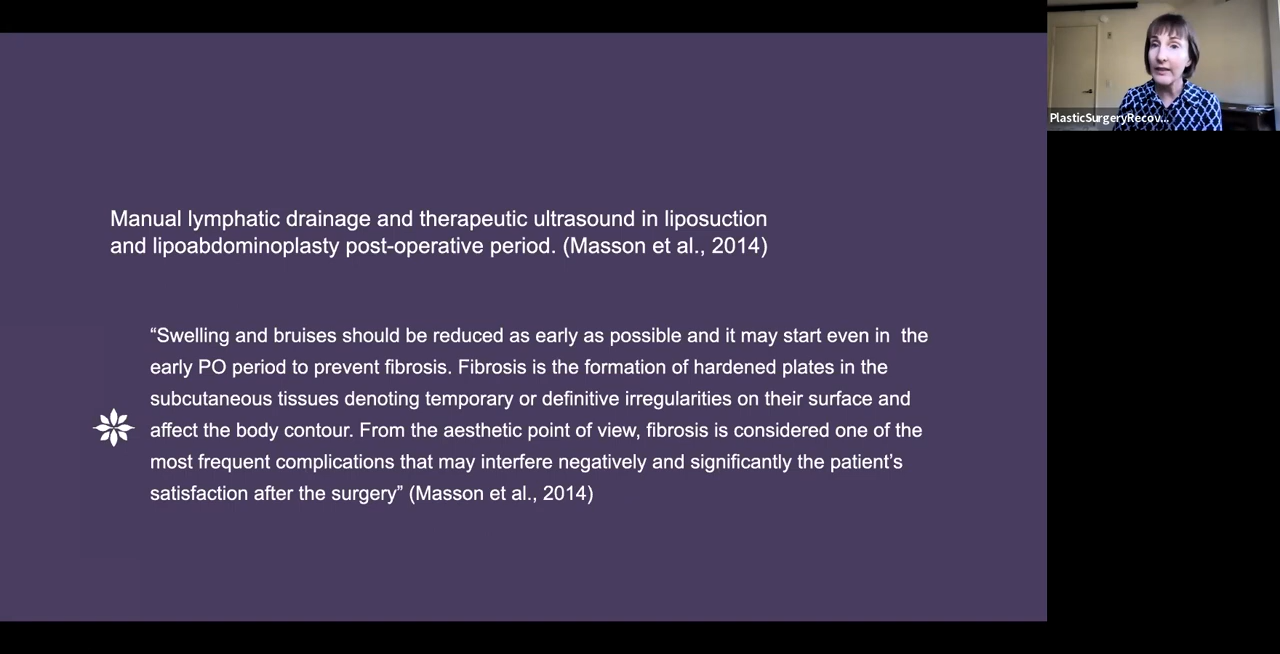 Manual lymphatic drainage and therapeutic ultrasound in liposuction
and lipoabdominoplasty post-operative period. (Masson et al., 2014)
“Swelling and bruises should be reduced as early as possible and it may start even in  the
early PO period to prevent fibrosis. Fibrosis is the formation of hardened plates in the
subcutaneous tissues denoting temporary or definitive irregularities on their surface and
affect the body contour. From the aesthetic point of view, fibrosis is considered one of the
most frequent complications that may interfere negatively and significantly the patient’s
satisfaction after the surgery” (Masson et al., 2014)
PlasticSurgeryRecov...